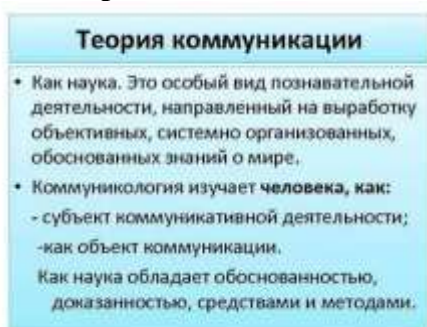 Теория коммуникации
• Как наука. Это особый вид познавательной
деятельности, направленный на выработку
объективных, системно организованных,
обоснованных знаний о мире.
• Коммуникология изучает человека, как:
- субъект коммуникативной деятельности;
-как объект коммуникации.
Как наука обладает обоснованностью,
доказанностью, средствами и методами.